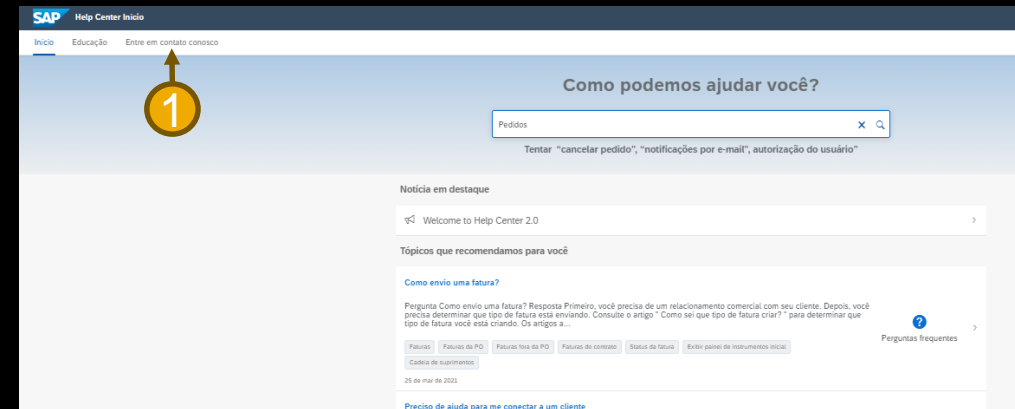 SAP Help Center Início
Início Educação Entre em contato conosco
1
Como podemos ajudar você?
Pedidos
Tentar “cancelar pedido”, “notificações por e-mail”, autorização do usuário”
Notícia em destaque
Welcome to Help Center 2.0
Tópicos que recomendamos para você
Como envio uma fatura?
Pergunta Como envio uma fatura? Resposta Primeiro, você precisa de um relacionamento comercial com seu cliente. Depois, você
precisa determinar que tipo de fatura está enviando. Consulte o artigo " Como sei que tipo de fatura criar? " para determinar que
tipo de fatura você está criando. Os artigos a...
Perguntas frequentes
Faturas Faturas da PO Faturas fora da PO Faturas do contrato Status da fatura Exibir painel de instrumentos inicial
Cadeia de suprimentos
25 de mar de 2021
Preciso de ajuda para me conectar a um cliente